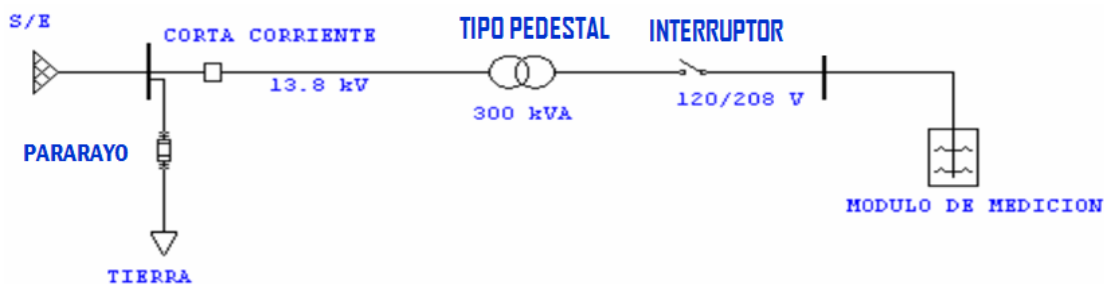 S/E
CORTA CORRIENTE
TIPO PEDESTAL
INTERRUPTOR
13.8 kV
300 kVA
120/208 V
PARARAYO
MODULO DE MEDICION
TIERRA